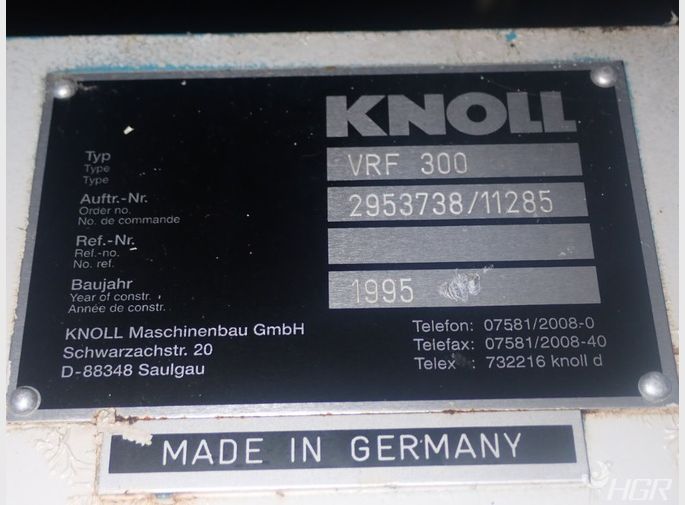 KNOLL
Typ
Type
Type
VRF 300
Auftr.-Nr.
Order no.
No. de commande
2953738/11285
Ref.-Nr.
Ref.-no.
No. ref.
Baujahr
Year of constr.
Année de constr.
1995
KNOLL Maschinenbau GmbH
Schwarzachstr. 20
D-88348 Saulgau
Telefon: 07581/2008-0
Telefax: 07581/2008-40
Telex : 732216 knoll d
MADE IN GERMANY
HGR